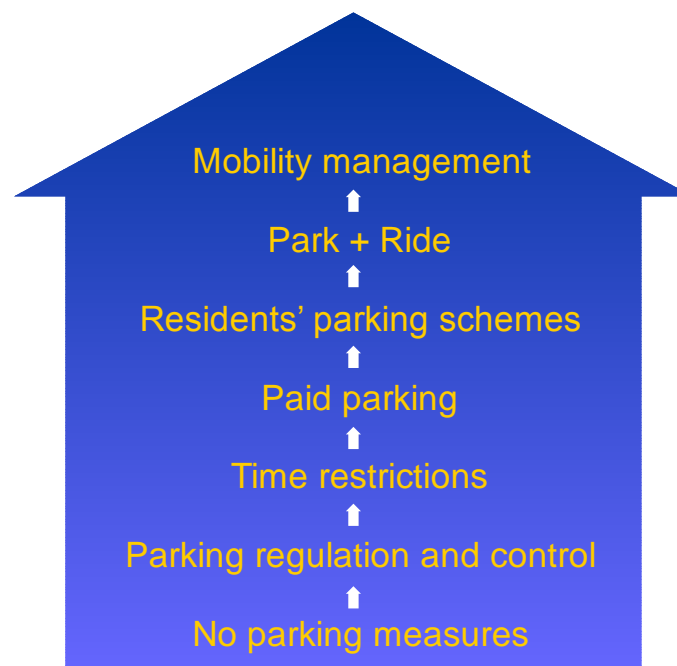 Mobility management
Park + Ride
Residents’ parking schemes
Paid parking
Time restrictions
Parking regulation and control
No parking measures